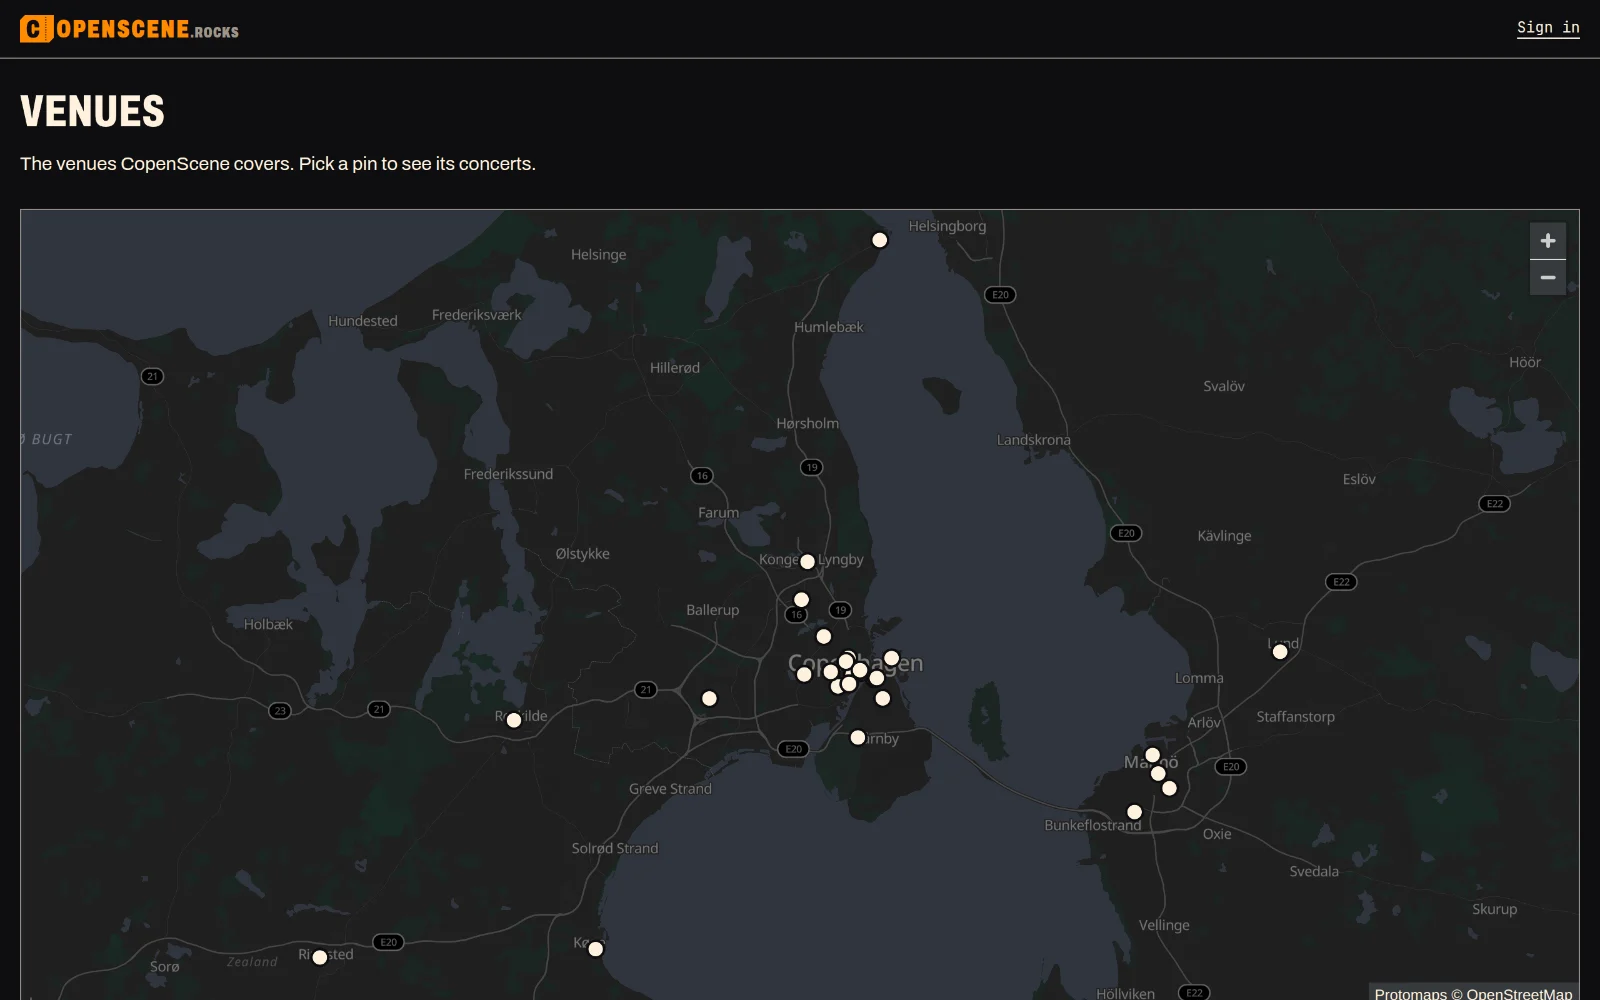 COPENSCENE.ROCKS
Sign in
VENUES
The venues CopenScene covers. Pick a pin to see its concerts.
Helsingborg
Helsinge
E20
Frederiksværk
Hundested
Humlebæk
Höör
Hillerød
21
Svalöv
Hørsholm
BUGT
Landskrona
19
Frederikssund
16
Eslöv
E22
Farum
E20
Kävlinge
Ølstykke
Lyngby
E22
Ballerup
19
16
Holbæk
Lomma
21
21
23
Staffanstorp
Arlöv
E20
E20
Greve Strand
Bunkeflostrand
Oxie
Solrød Strand
Svedala
Skurup
Vellinge
E20
Zealand
Sorø
Höllviken
E22
Protomaps © OpenStreetMap